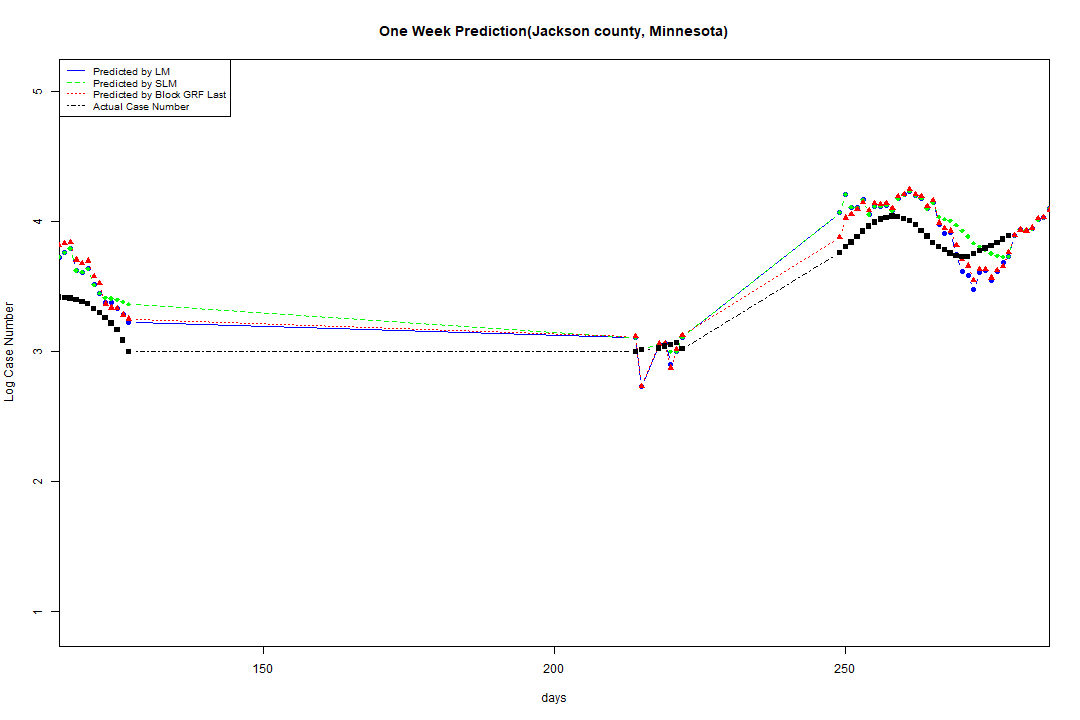 One Week Prediction(Jackson county, Minnesota)
Predicted by LM
Predicted by SLM
Predicted by Block GRF Last
Actual Case Number
5
4
3
2
1
Log Case Number
150
200
250
days